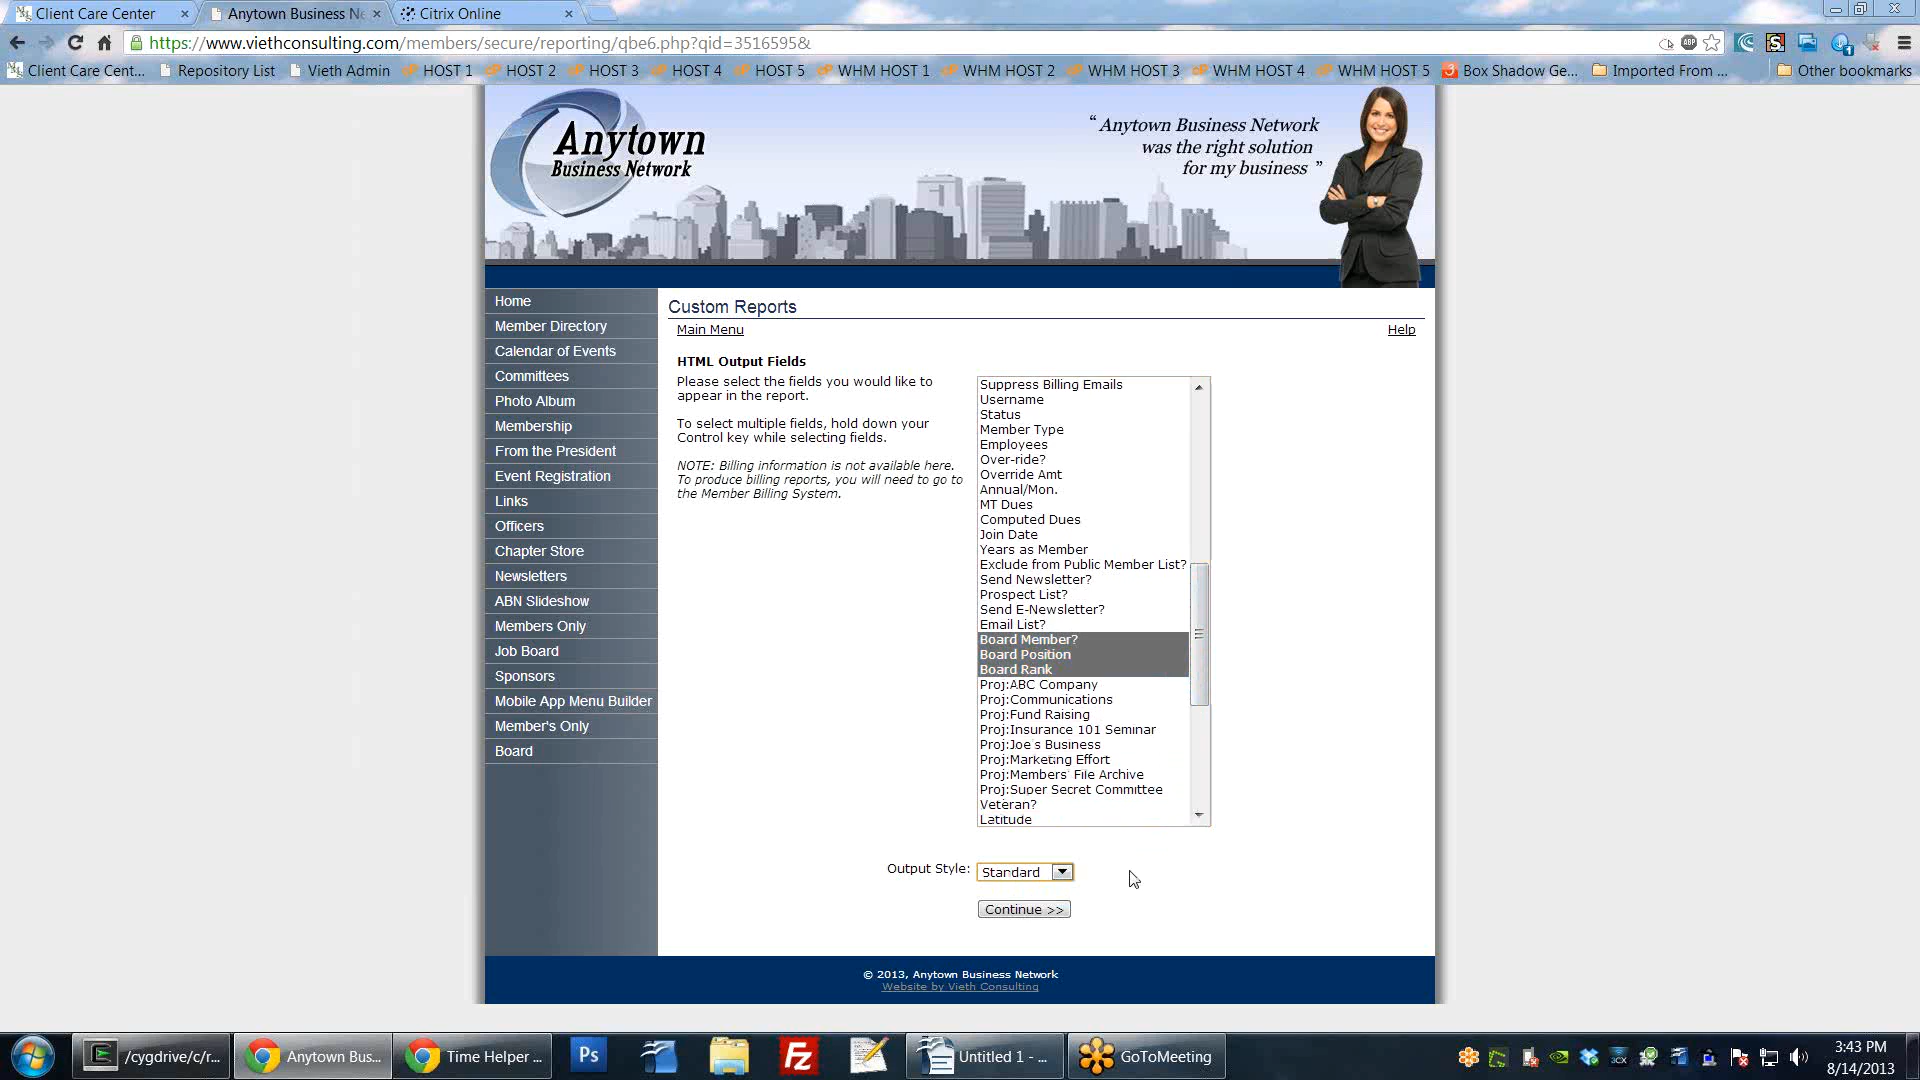 Client Care Center
Anytown Business Ne
Citrix Online
https://www.viethconsulting.com/members/secure/reporting/qbe6.php?qid=3516595&
ABP
Client Care Cent...
Repository List
Vieth Admin
HOST 1
HOST 2
HOST 3
HOST 4
HOST 5
WHM HOST 1
WHM HOST 2
WHM HOST 3
WHM HOST 4
WHM HOST 5
Box Shadow Ge...
Imported From ...
Other bookmarks
Anytown
Business Network
“ Anytown Business Network
was the right solution
for my business ”
Home
Member Directory
Calendar of Events
Committees
Photo Album
Membership
From the President
Event Registration
Links
Officers
Chapter Store
Newsletters
ABN Slideshow
Members Only
Job Board
Sponsors
Mobile App Menu Builder
Member's Only
Board
Custom Reports
Main Menu
Help
HTML Output Fields
Please select the fields you would like to
appear in the report.
To select multiple fields, hold down your
Control key while selecting fields.
NOTE: Billing information is not available here.
To produce billing reports, you will need to go to
the Member Billing System.
Suppress Billing Emails
Username
Status
Member Type
Employees
Over-ride?
Override Amt
Annual/Mon.
MT Dues
Computed Dues
Join Date
Years as Member
Exclude from Public Member List?
Send Newsletter?
Prospect List?
Send E-Newsletter?
Email List?
Board Member?
Board Position
Board Rank
Proj:ABC Company
Proj:Communications
Proj:Fund Raising
Proj:Insurance 101 Seminar
Proj:Joe's Business
Proj:Marketing Effort
Proj:Members' File Archive
Proj:Super Secret Committee
Veteran?
Latitude
Output Style:
Standard
Continue >>
© 2013, Anytown Business Network
Website by Vieth Consulting
/cygdrive/c/r...
Anytown Bus...
Time Helper ...
Ps
Fz
Untitled 1 - ...
GoToMeeting
3CX
3:43 PM
8/14/2013